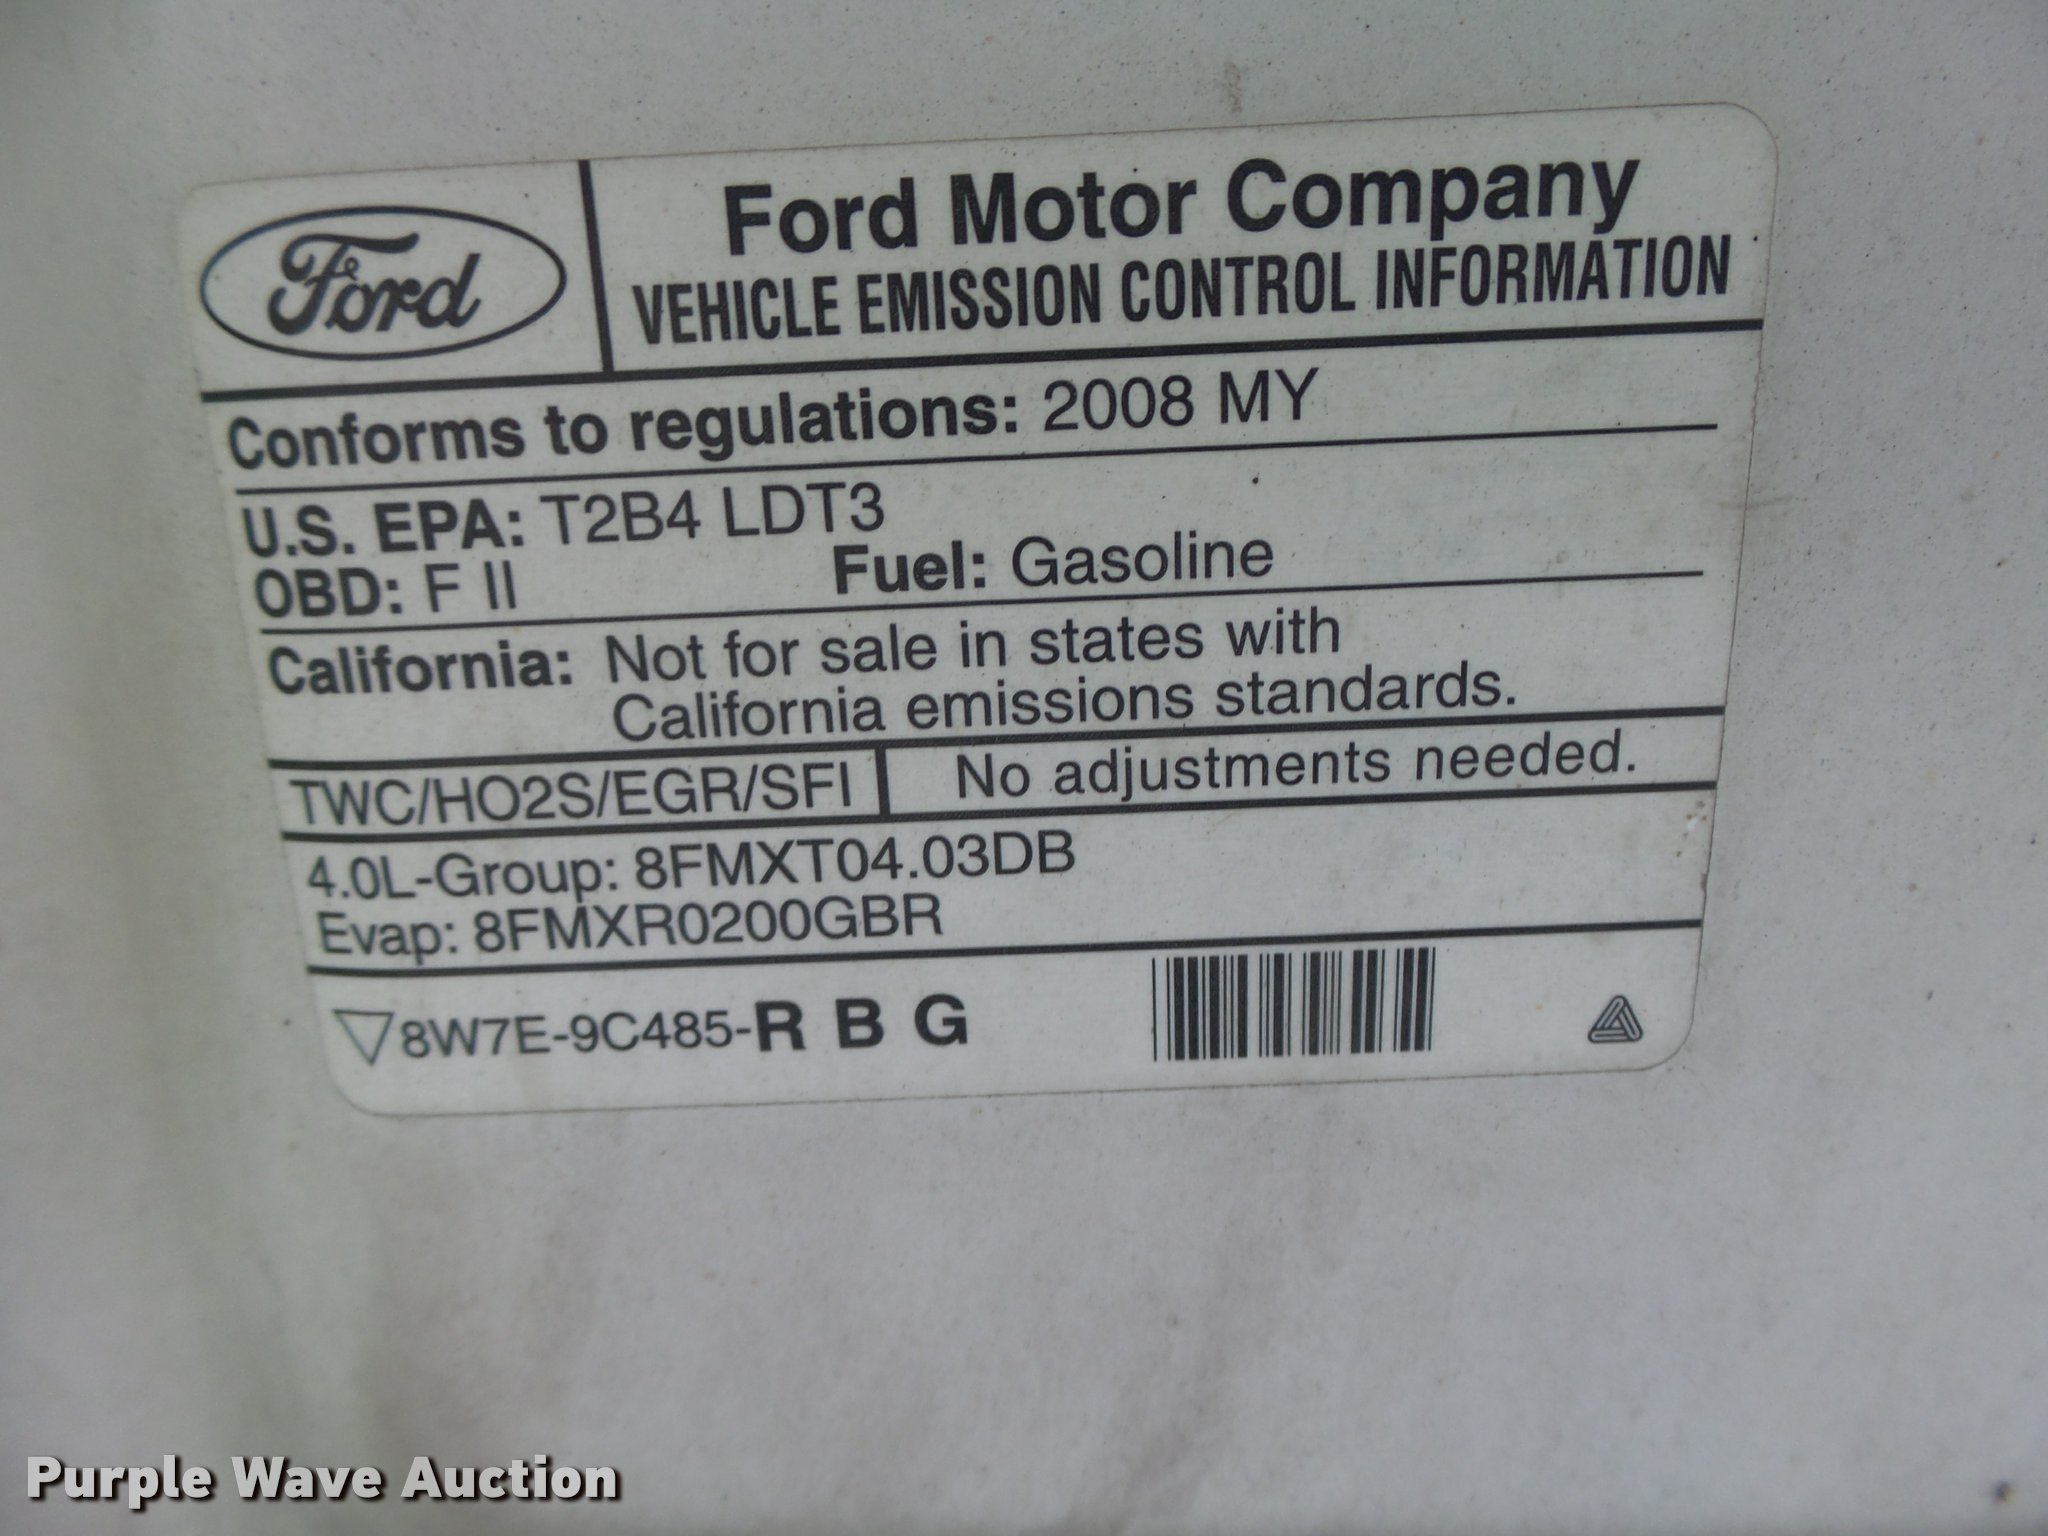 Ford
Ford Motor Company
VEHICLE EMISSION CONTROL INFORMATION
Conforms to regulations: 2008 MY
U.S. EPA: T2B4 LDT3
OBD: F II Fuel: Gasoline
California: Not for sale in states with
California emissions standards.
TWC/HO2S/EGR/SFI No adjustments needed.
4.0L-Group: 8FMXT04.03DB
Evap: 8FMXR0200GBR
8W7E-9C485-R B G
Purple Wave Auction